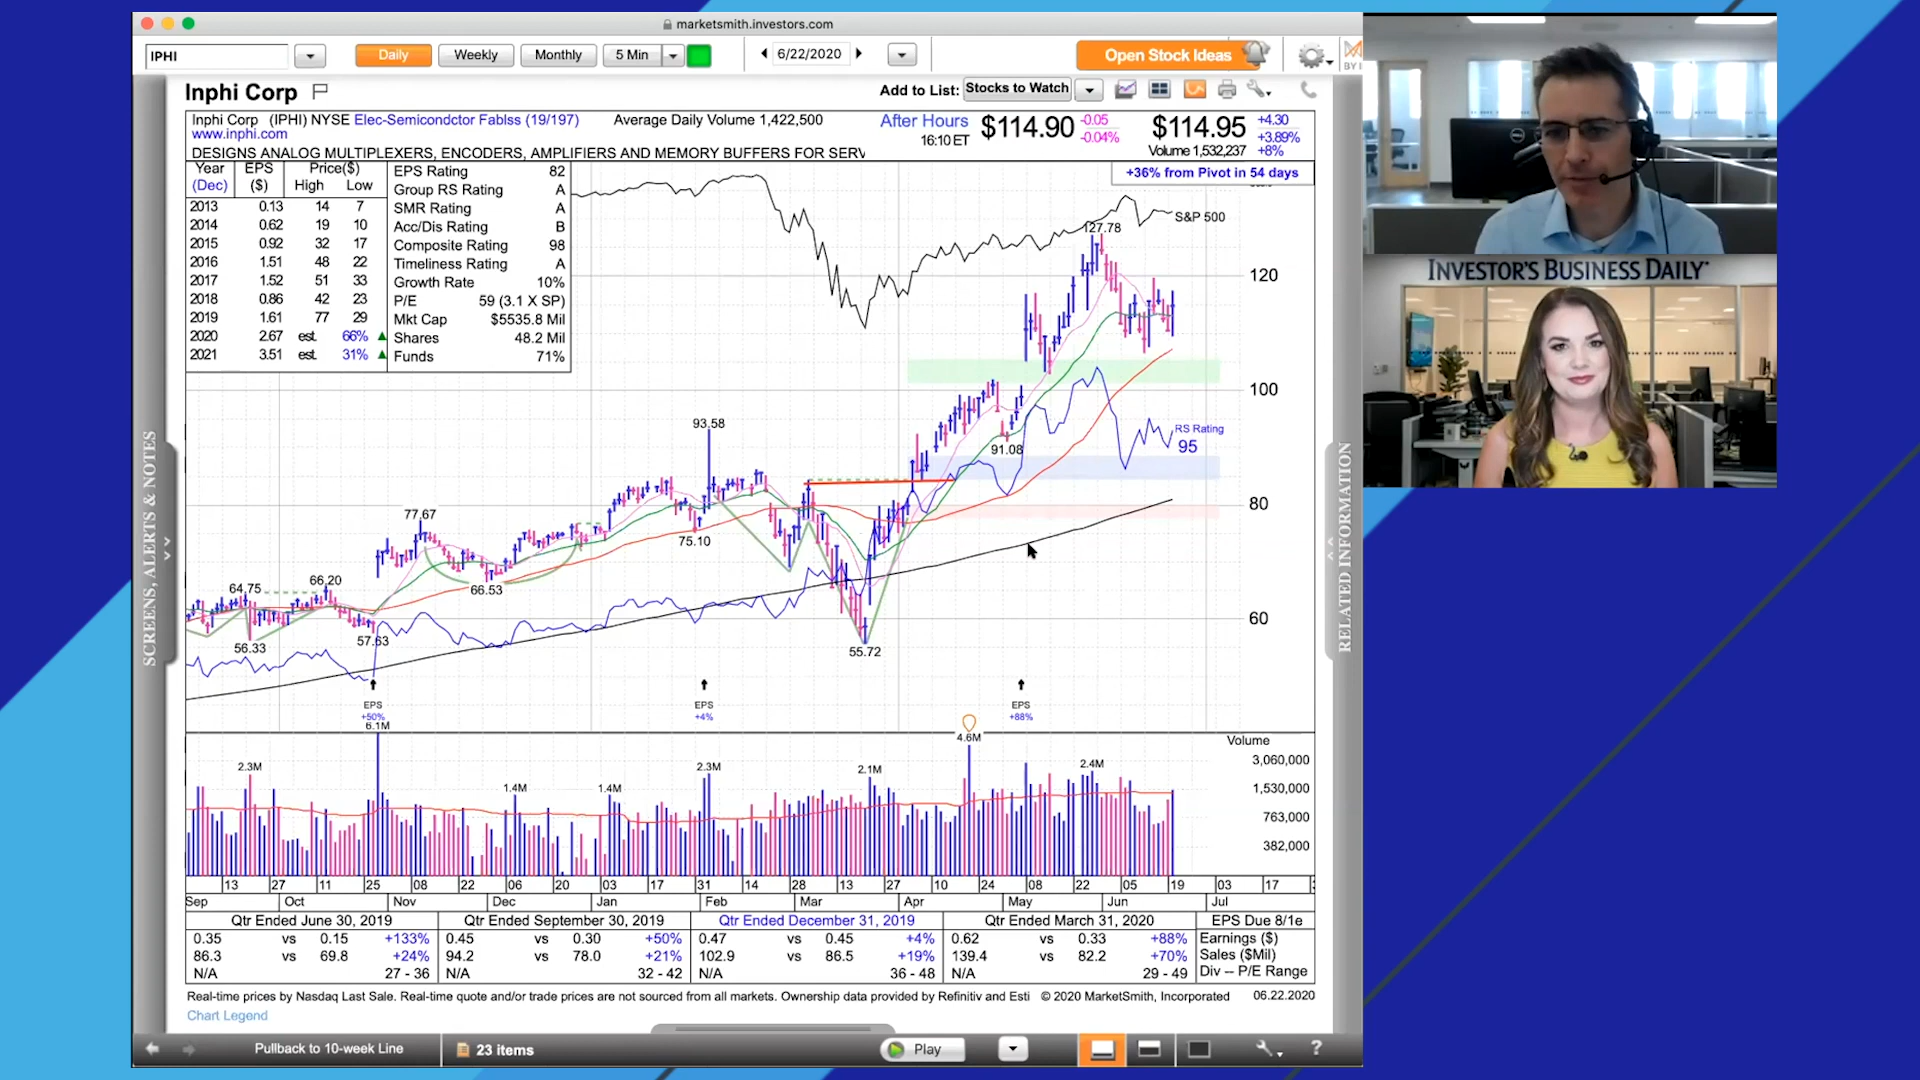 marketsmith.investors.com
IPHI
Daily
Weekly
Monthly
5 Min
6/22/2020
Open Stock Ideas
BY I
Inphi Corp
Add to List:
Stocks to Watch
Inphi Corp (IPHI) NYSE Elec-Semiconductor Fablss (19/197) Average Daily Volume 1,422,500
www.inphi.com
DESIGNS ANALOG MULTIPLEXERS, ENCODERS, AMPLIFIERS AND MEMORY BUFFERS FOR SERV
After Hours
16:10 ET
$114.90
-0.05
-0.04%
$114.95
+4.30
+3.89%
Volume 1,532,237
+8%
+36% from Pivot in 54 days
Year EPS Price($)
(Dec) ($) High Low
2013 0.13 14 7
2014 0.62 19 10
2015 0.92 32 17
2016 1.51 48 22
2017 1.52 51 33
2018 0.86 42 23
2019 1.61 77 29
2020 2.67 est. 66%
2021 3.51 est. 31%
EPS Rating 82
Group RS Rating A
SMR Rating A
Acc/Dis Rating B
Composite Rating 98
Timeliness Rating A
Growth Rate 10%
P/E 59 (3.1 X SP)
Mkt Cap $5535.8 Mil
Shares 48.2 Mil
Funds 71%
S&P 500
127.78
120
100
93.58
RS Rating
95
91.08
80
77.67
75.10
66.53
66.20
64.75
60
57.63
56.33
55.72
EPS
+50%
EPS
+4%
EPS
+88%
6.1M
4.6M
Volume
2.3M
2.3M
2.1M
2.4M
1.4M
1.4M
3,060,000
1,530,000
763,000
382,000
13 27 11 25 08 22 06 20 03 17 31 14 28 13 27 10 24 08 22 05 19 03 17
Sep Oct Nov Dec Jan Feb Mar Apr May Jun Jul
Qtr Ended June 30, 2019 Qtr Ended September 30, 2019 Qtr Ended December 31, 2019 Qtr Ended March 31, 2020 EPS Due 8/1e
0.35 vs 0.15 +133% 0.45 vs 0.30 +50% 0.47 vs 0.45 +4% 0.62 vs 0.33 +88% Earnings ($)
86.3 vs 69.8 +24% 94.2 vs 78.0 +21% 102.9 vs 86.5 +19% 139.4 vs 82.2 +70% Sales ($Mil)
N/A 27 - 36 N/A 32 - 42 N/A 36 - 48 N/A 29 - 49 Div -- P/E Range
Real-time prices by Nasdaq Last Sale. Real-time quote and/or trade prices are not sourced from all markets. Ownership data provided by Refinitiv and Esti © 2020 MarketSmith, Incorporated 06.22.2020
Chart Legend
Pullback to 10-week Line
23 items
Play
?
SCREENS, ALERTS & NOTES
RELATED INFORMATION
DELL
INVESTOR'S BUSINESS DAILY